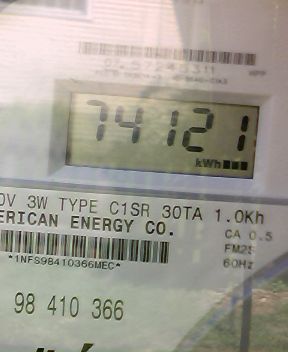 74121
kWh
0V 3W TYPE C1SR 30TA 1.0Kh
ERICAN ENERGY CO.
CA 0.5
FM2S
60Hz
*1NFS98410366MEC*
98 410 366